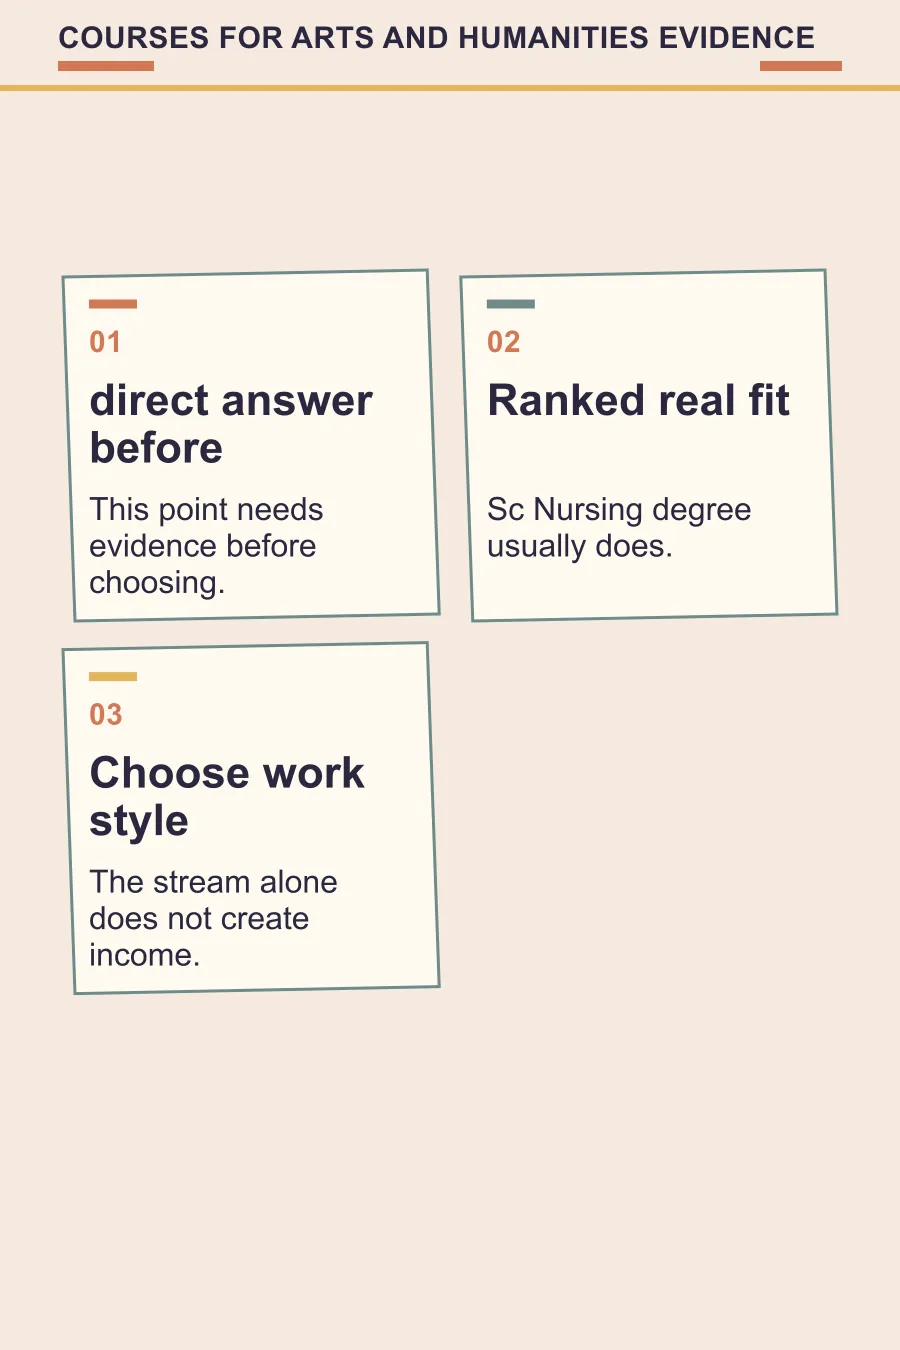 COURSES FOR ARTS AND HUMANITIES EVIDENCE
01
direct answer
before
This point needs
evidence before
choosing.
02
Ranked real fit
Sc Nursing degree
usually does.
03
Choose work
style
The stream alone
does not create
income.